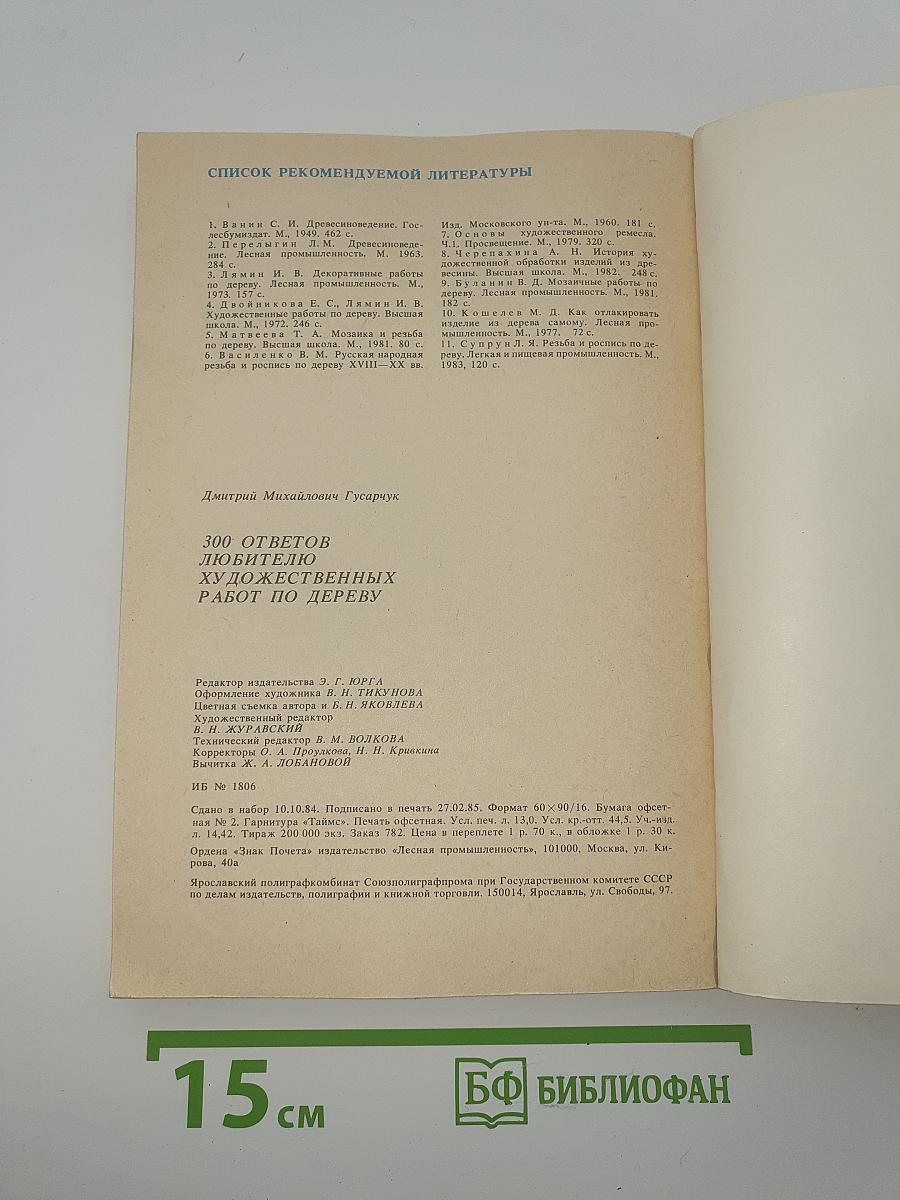 СПИСОК РЕКОМЕНДУЕМОЙ ЛИТЕРАТУРЫ
1. Ванин С. И. Древесиноведение. Гос-
лесбумиздат. М., 1949. 462 с.
2. Перелыгин Л.М. Древесиноведе-
ние. Лесная промышленность, М. 1963.
284 с.
3. Лямин И. В. Декоративные работы
по дереву. Лесная промышленность. М.,
1973. 157 с.
4. Двойникова Е. С., Лямин И. В.
Художественные работы по дереву. Высшая
школа. М., 1972. 246 с.
5. Матвеева Т. А. Мозаика и резьба
по дереву. Высшая школа. М., 1981. 80 с.
6. Василенко В. М. Русская народная
резьба и роспись по дереву XVIII—XX вв.
Изд. Московского ун-та. М., 1960. 181 с.
7. Основы художественного ремесла.
Ч.1. Просвещение. М., 1979. 320 с.
8. Черепахина А. Н. История ху-
дожественной обработки изделий из дре-
весины. Высшая школа. М., 1982. 248 с.
9. Буланин В. Д. Мозаичные работы по
дереву. Лесная промышленность. М., 1981.
182 с.
10. Кошелев М. Д. Как отлакировать
изделие из дерева самому. Лесная про-
мышленность. М., 1977. 72 с.
11. Супрун Л. Я. Резьба и роспись по де-
реву. Легкая и пищевая промышленность. М.,
1983, 120 с.
Дмитрий Михайлович Гусарчук
300 ОТВЕТОВ
ЛЮБИТЕЛЮ
ХУДОЖЕСТВЕННЫХ
РАБОТ ПО ДЕРЕВУ
Редактор издательства Э. Г. ЮРГА
Оформление художника В. Н. ТИКУНОВА
Цветная съемка автора и Б. Н. ЯКОВЛЕВА
Художественный редактор
В. Н. ЖУРАВСКИЙ
Технический редактор В. М. ВОЛКОВА
Корректоры О. А. Проулкова, Н. Н. Кривкина
Вычитка Ж. А. ЛОБАНОВОЙ
ИБ № 1806
Сдано в набор 10.10.84. Подписано в печать 27.02.85. Формат 60×90/16. Бумага офсет-
ная № 2. Гарнитура «Таймс». Печать офсетная. Усл. печ. л. 13,0. Усл. кр.-отт. 44,5. Уч.-изд.
л. 14,42. Тираж 200 000 экз. Заказ 782. Цена в переплете 1 р. 70 к., в обложке 1 р. 30 к.
Ордена «Знак Почета» издательство «Лесная промышленность», 101000, Москва, ул. Ки-
рова, 40а
Ярославский полиграфкомбинат Союзполиграфпрома при Государственном комитете СССР
по делам издательств, полиграфии и книжной торговли. 150014, Ярославль, ул. Свободы, 97.
15 см
БФ БИБЛИОФАН